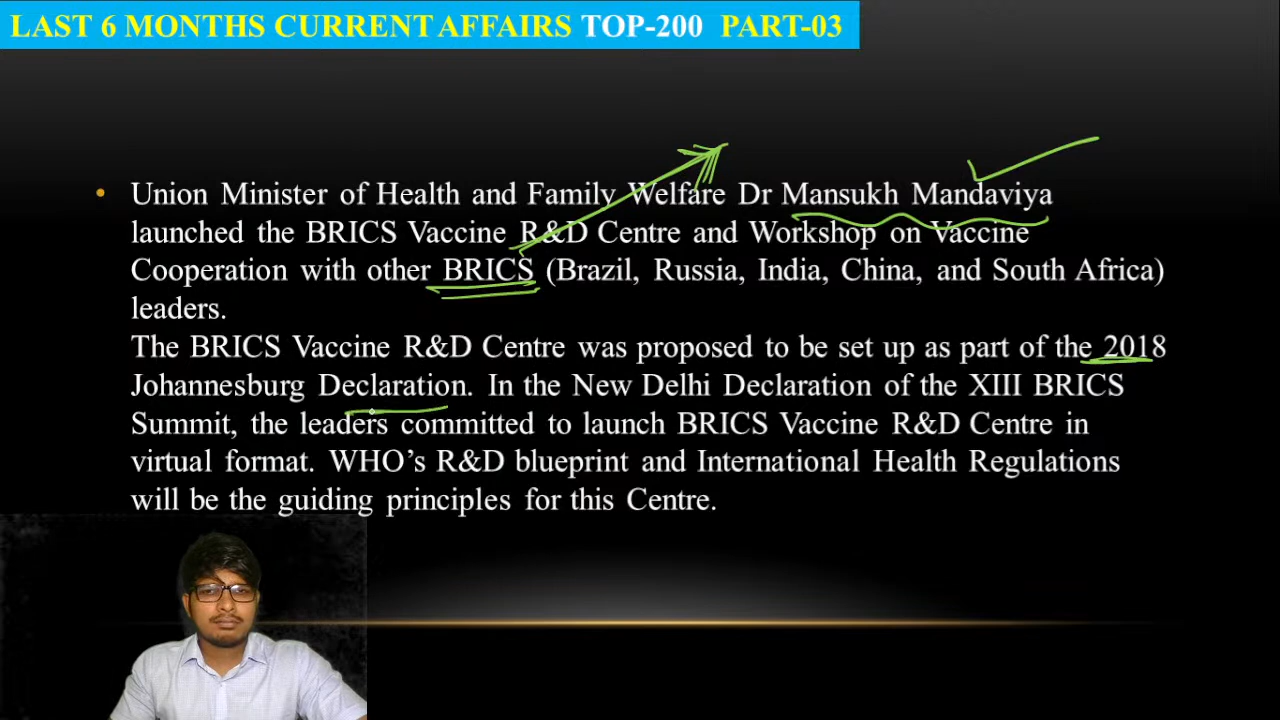 LAST 6 MONTHS CURRENT AFFAIRS TOP-200 PART-03
• Union Minister of Health and Family Welfare Dr Mansukh Mandaviya
launched the BRICS Vaccine R&D Centre and Workshop on Vaccine
Cooperation with other BRICS (Brazil, Russia, India, China, and South Africa)
leaders.
The BRICS Vaccine R&D Centre was proposed to be set up as part of the 2018
Johannesburg Declaration. In the New Delhi Declaration of the XIII BRICS
Summit, the leaders committed to launch BRICS Vaccine R&D Centre in
virtual format. WHO’s R&D blueprint and International Health Regulations
will be the guiding principles for this Centre.